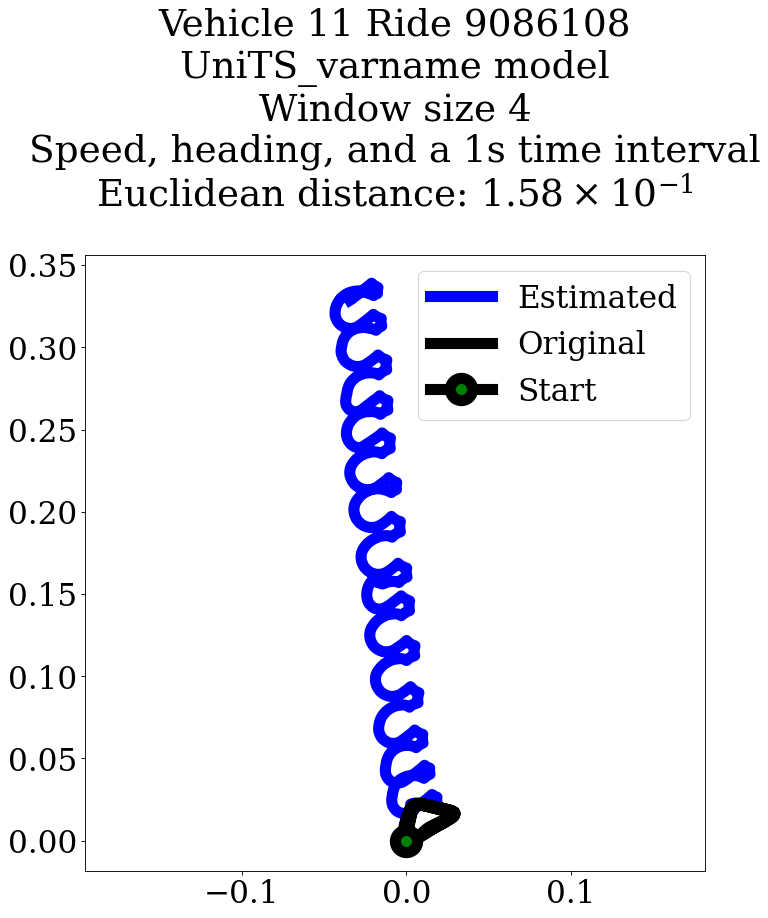 Vehicle 11 Ride 9086108
UniTS_varname model
Window size 4
Speed, heading, and a 1s time interval
Euclidean distance: 1.58 × 10⁻¹
0.35
0.30
0.25
0.20
0.15
0.10
0.05
0.00
−0.1
0.0
0.1
Estimated
Original
Start